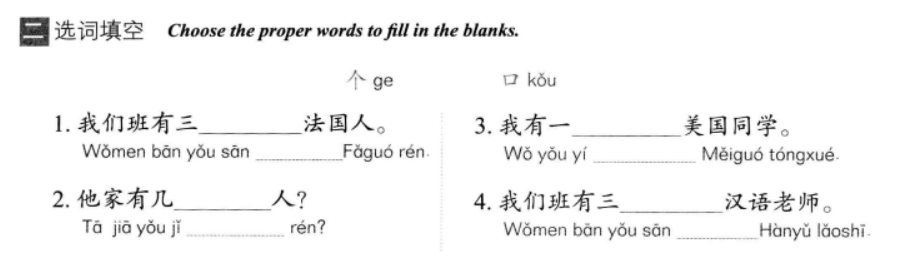 二 选词填空 Choose the proper words to fill in the blanks.
个 ge 口 kǒu
1. 我们班有三________法国人。
Wǒmen bān yǒu sān ________Fǎguó rén.
2. 他家有几________人?
Tā jiā yǒu jǐ ________ rén?
3. 我有一________美国同学。
Wǒ yǒu yí ________ Měiguó tóngxué.
4. 我们班有三________汉语老师。
Wǒmen bān yǒu sān ________Hànyǔ lǎoshī.